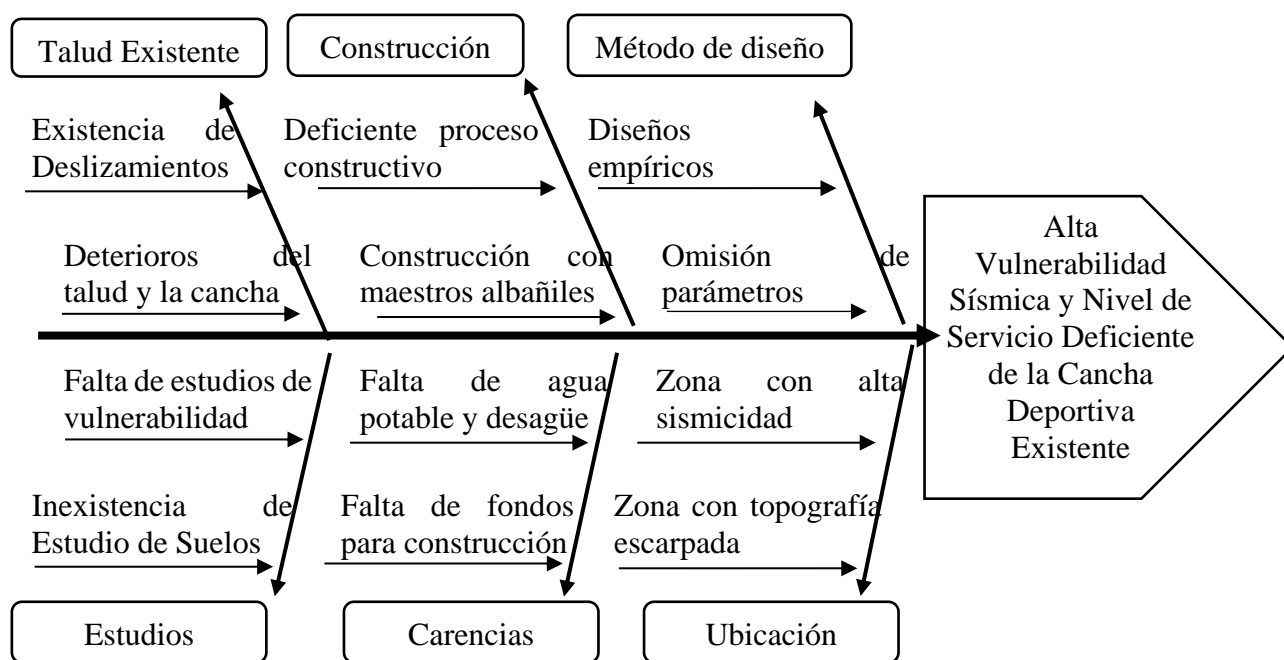 Talud Existente
Construcción
Método de diseño
Existencia de
Deslizamientos
Deficiente proceso
constructivo
Diseños
empíricos
Deterioros del
talud y la cancha
Construcción con
maestros albañiles
Omisión de
parámetros
Alta
Vulnerabilidad
Sísmica y Nivel de
Servicio Deficiente
de la Cancha
Deportiva
Existente
Falta de estudios de
vulnerabilidad
Falta de agua
potable y desagüe
Zona con alta
sismicidad
Inexistencia de
Estudio de Suelos
Falta de fondos
para construcción
Zona con topografía
escarpada
Estudios
Carencias
Ubicación